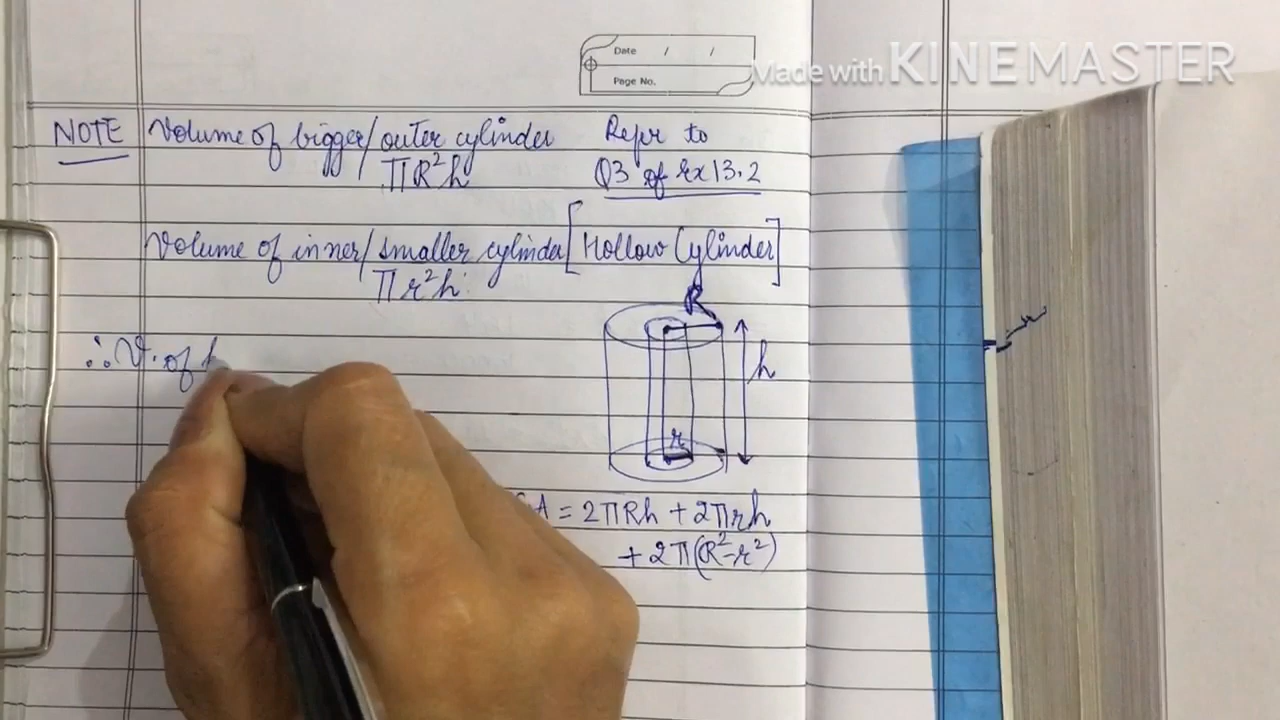 Made with KINEMASTER
Date / /
Page No.
NOTE Volume of bigger/outer cylinder
πR²h
Refer to
Q3 of Ex 13.2
Volume of inner/smaller cylinder [Hollow Cylinder]
πr²h
R
h
r
∴ V. of h
A = 2πRh + 2πrh
+ 2π(R²-r²)